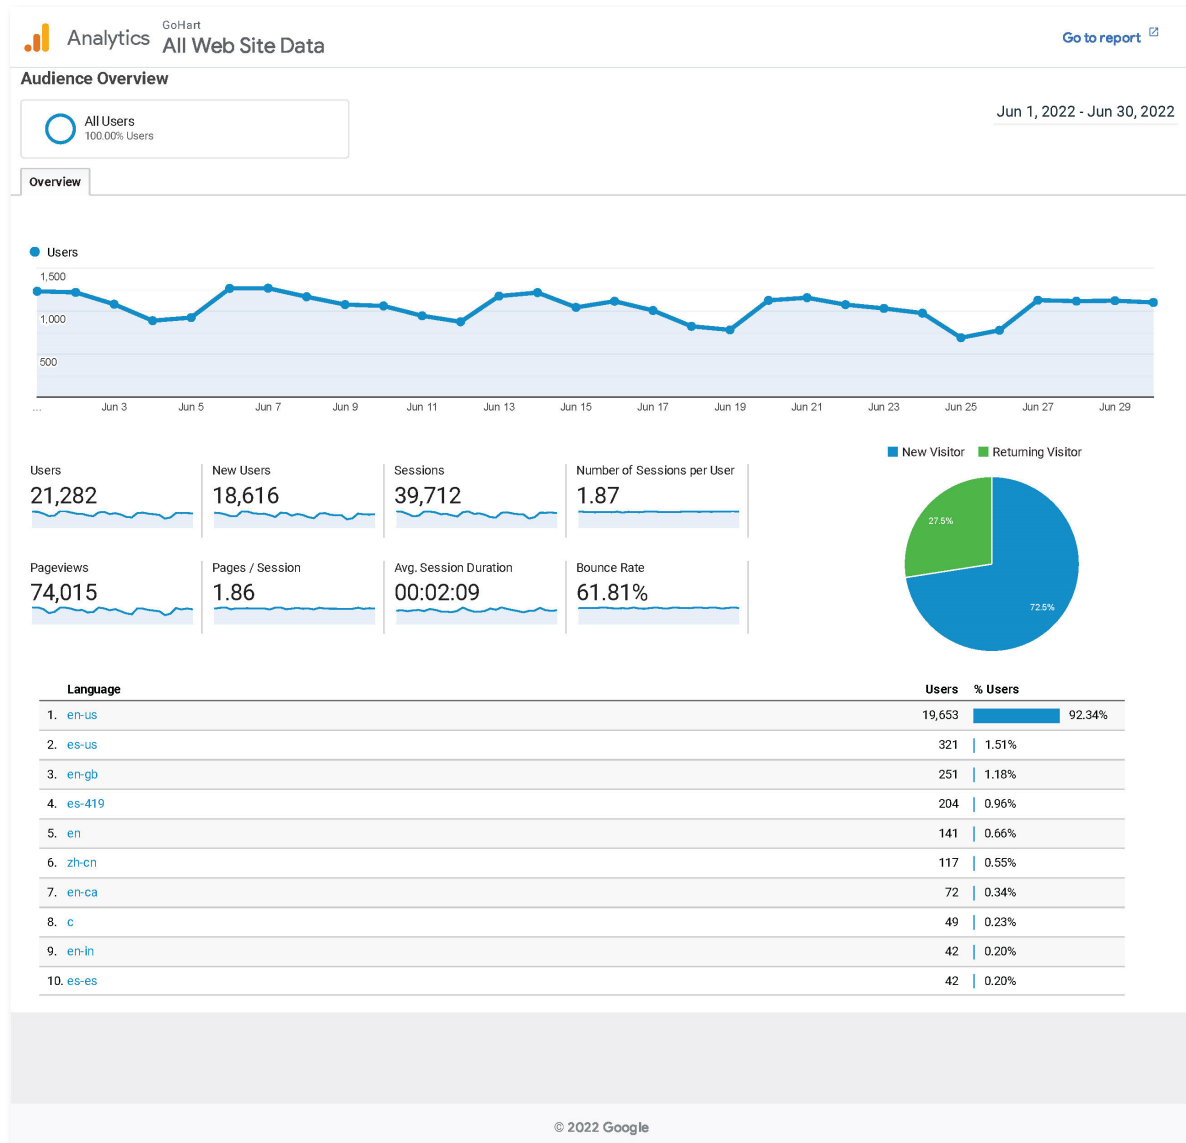 GoHart
Analytics All Web Site Data
Go to report
Audience Overview
All Users
100.00% Users
Jun 1, 2022 - Jun 30, 2022
Overview
Users
1,500
1,000
500
... Jun 3 Jun 5 Jun 7 Jun 9 Jun 11 Jun 13 Jun 15 Jun 17 Jun 19 Jun 21 Jun 23 Jun 25 Jun 27 Jun 29
Users
21,282
New Users
18,616
Sessions
39,712
Number of Sessions per User
1.87
Pageviews
74,015
Pages / Session
1.86
Avg. Session Duration
00:02:09
Bounce Rate
61.81%
New Visitor Returning Visitor
27.5%
72.5%
Language Users % Users
1. en-us 19,653 92.34%
2. es-us 321 1.51%
3. en-gb 251 1.18%
4. es-419 204 0.96%
5. en 141 0.66%
6. zh-cn 117 0.55%
7. en-ca 72 0.34%
8. c 49 0.23%
9. en-in 42 0.20%
10. es-es 42 0.20%
© 2022 Google